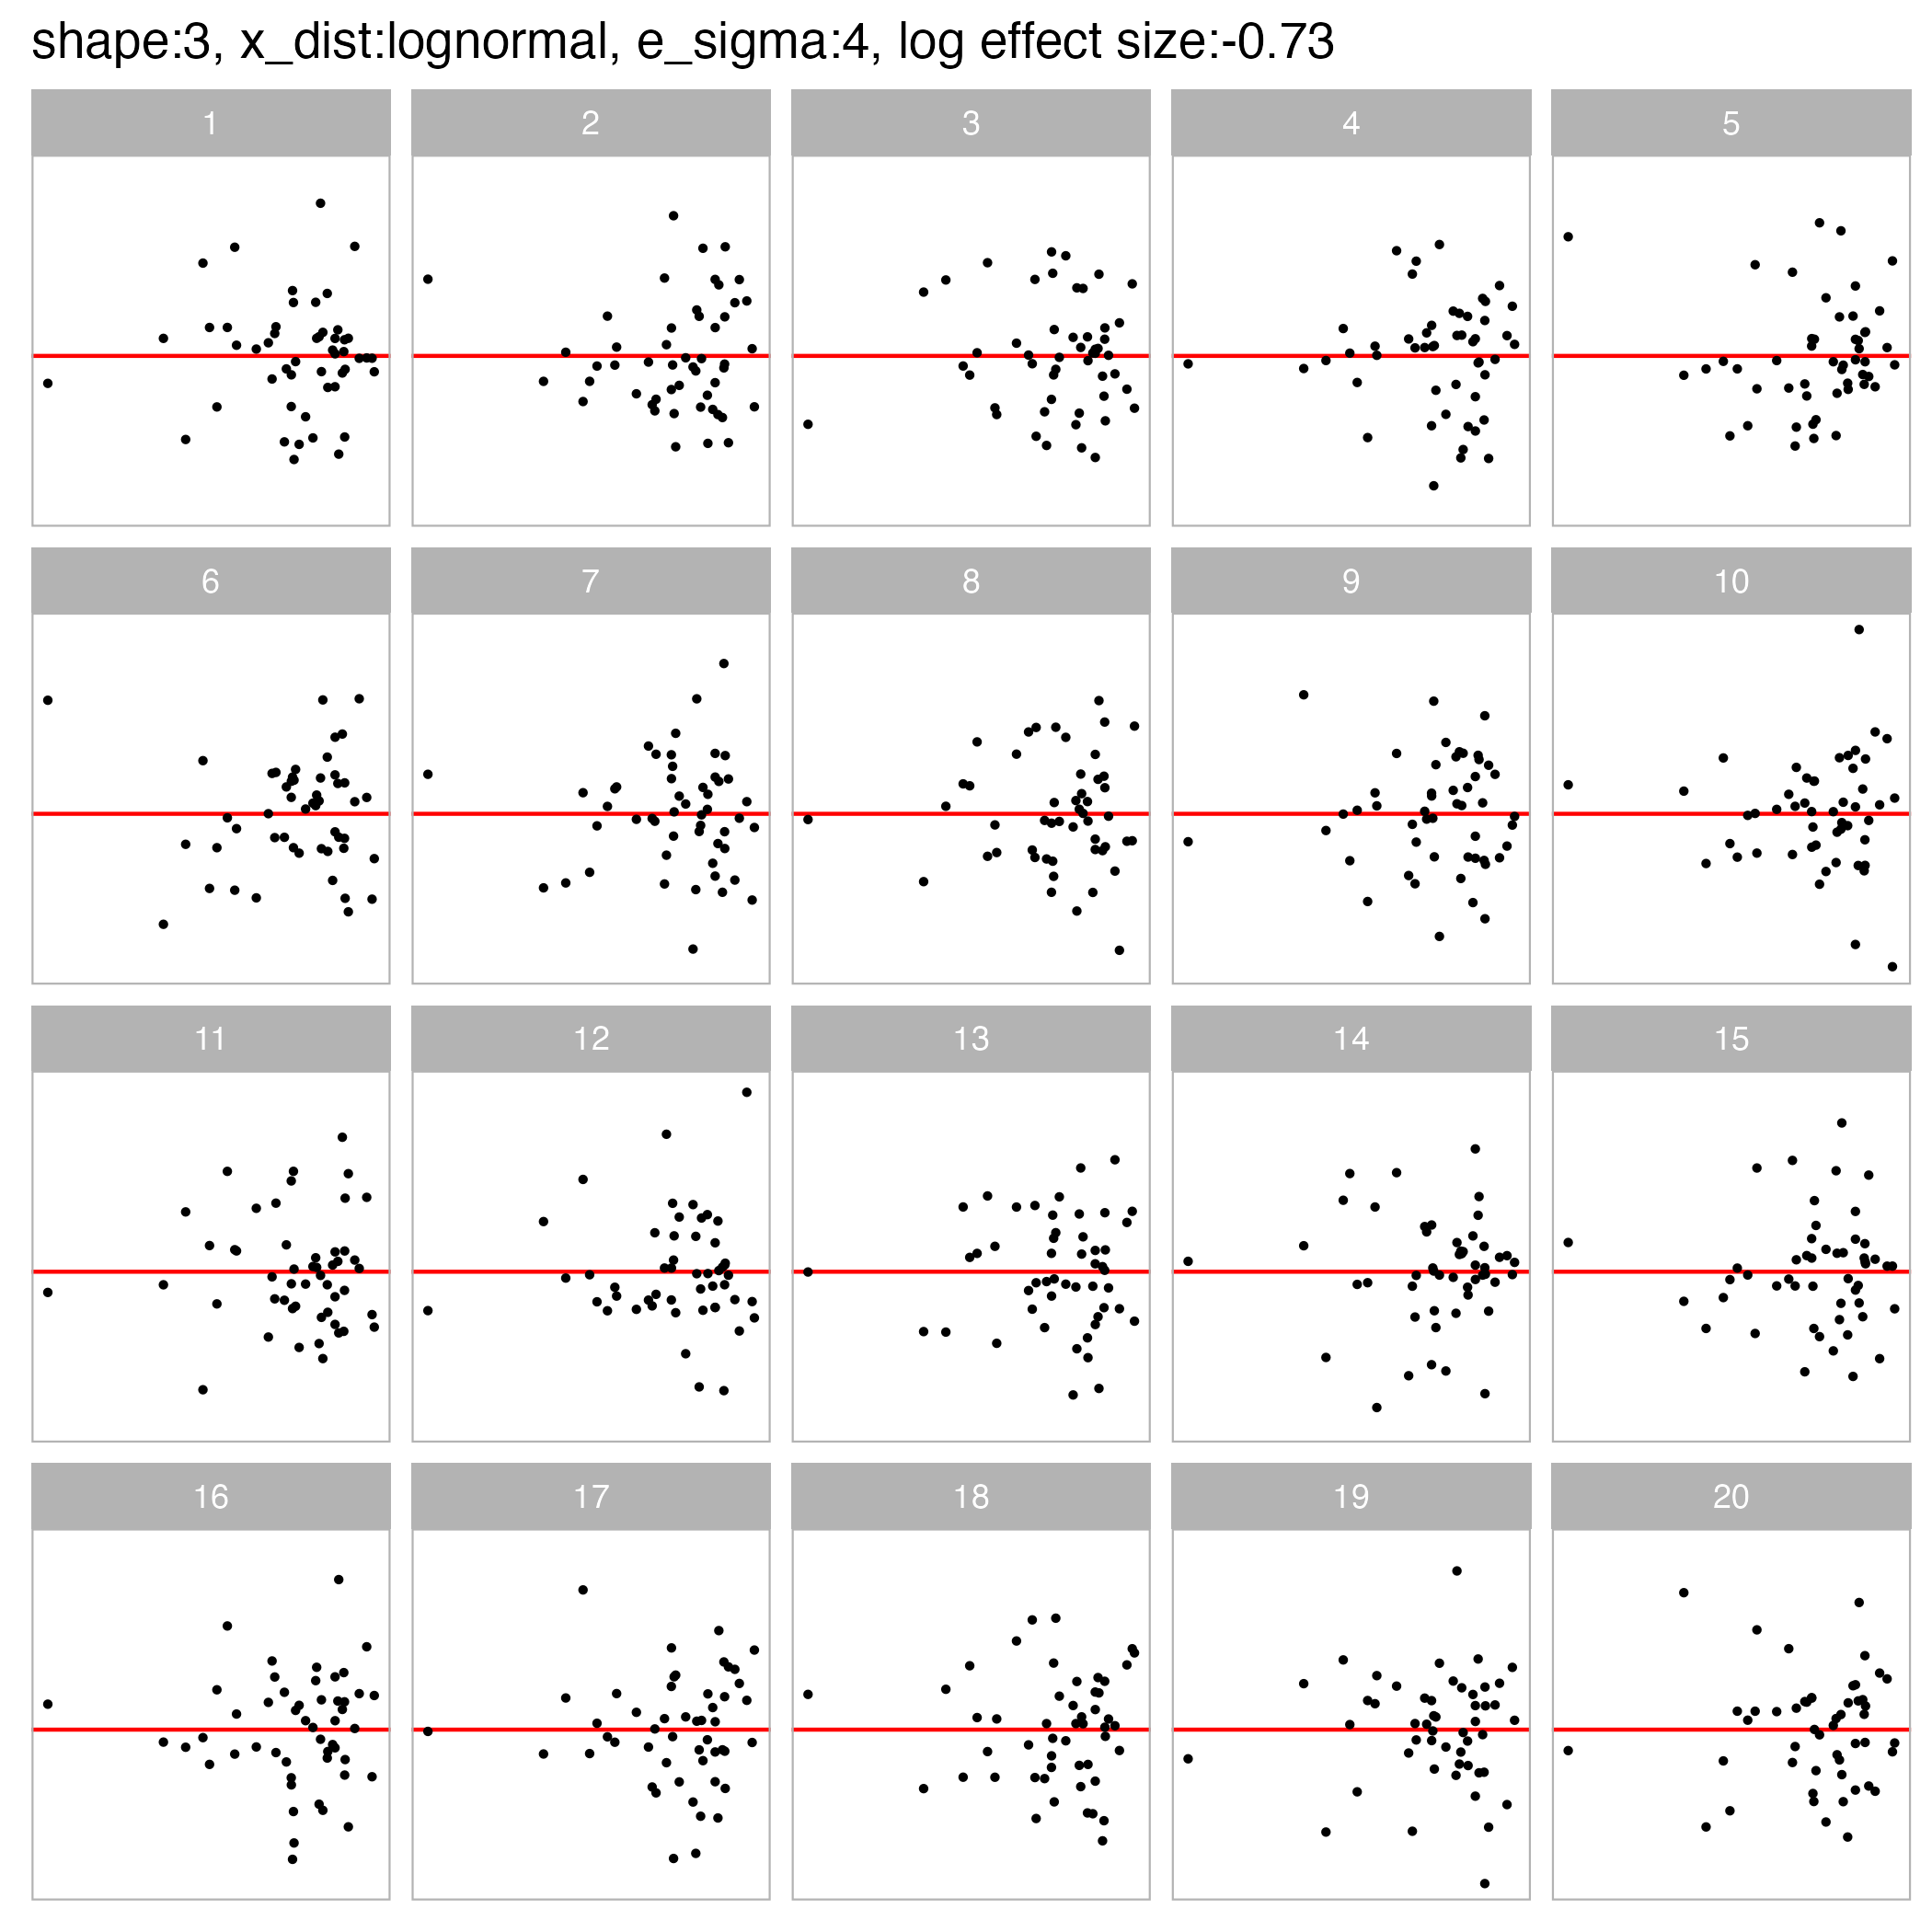 shape:3, x_dist:lognormal, e_sigma:4, log effect size:-0.73
1 2 3 4 5
6 7 8 9 10
11 12 13 14 15
16 17 18 19 20